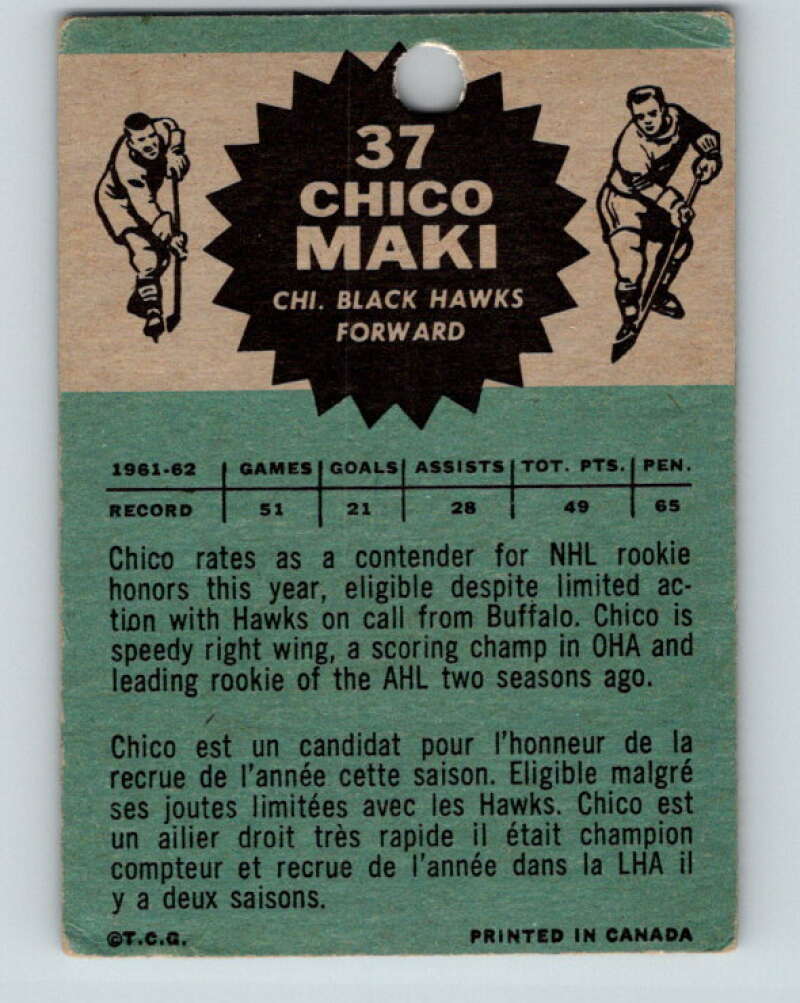 37
CHICO
MAKI
CHI. BLACK HAWKS
FORWARD
1961-62 GAMES GOALS ASSISTS TOT. PTS. PEN.
RECORD 51 21 28 49 65
Chico rates as a contender for NHL rookie
honors this year, eligible despite limited ac-
tion with Hawks on call from Buffalo. Chico is
speedy right wing, a scoring champ in OHA and
leading rookie of the AHL two seasons ago.
Chico est un candidat pour l'honneur de la
recrue de l'année cette saison. Eligible malgré
ses joutes limitées avec les Hawks. Chico est
un ailier droit très rapide il était champion
compteur et recrue de l'année dans la LHA il
y a deux saisons.
©T.C.G. PRINTED IN CANADA